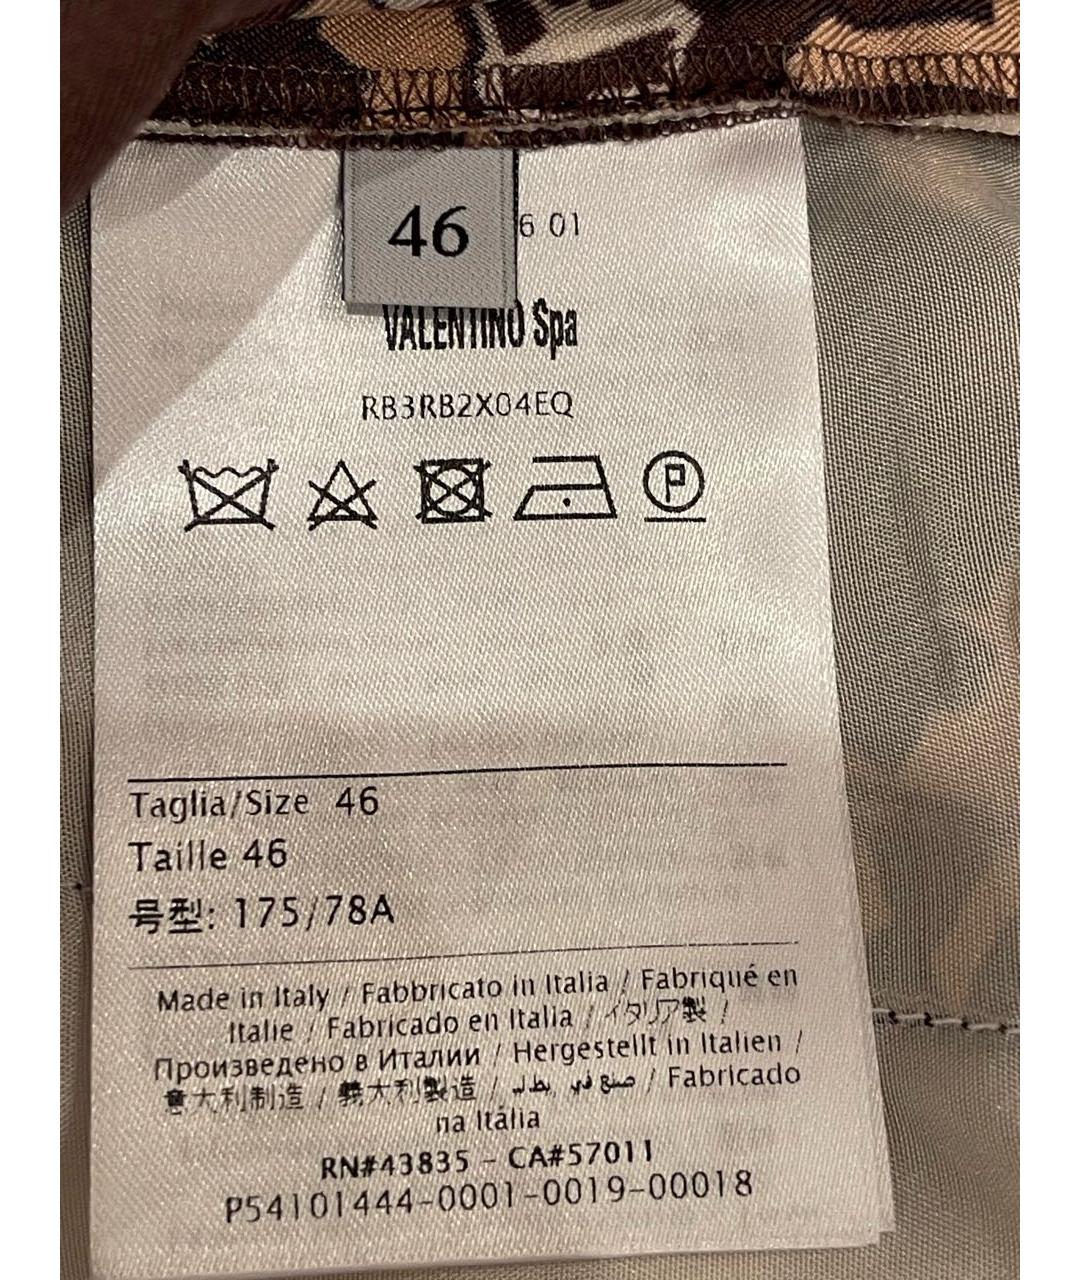 46
6 01
VALENTINO Spa
RB3RB2X04EQ
P
Taglia/Size 46
Taille 46
号型: 175/78A
Made in Italy / Fabbricato in Italia / Fabriqué en
Italie / Fabricado en Italia / イタリア製 /
Произведено в Италии / Hergestellt in Italien /
意大利制造 / 義大利製造 / صنع في / Fabricado
na Itália
RN#43835 - CA#57011
P54101444-0001-0019-00018